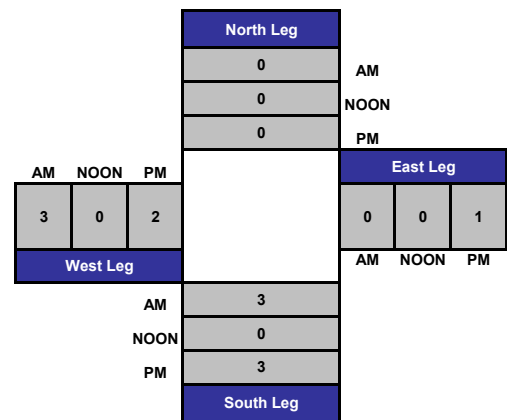 North Leg
0 AM
0 NOON
0 PM
AM NOON PM
East Leg
3 0 2
0 0 1
West Leg
AM NOON PM
AM 3
NOON 0
PM 3
South Leg